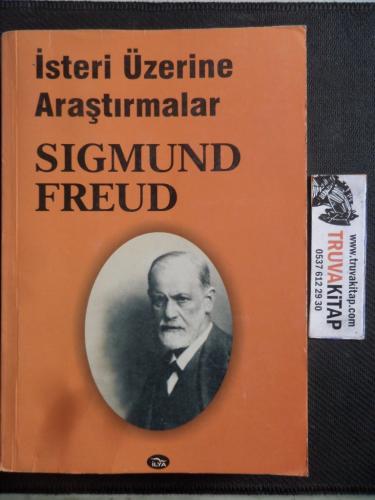 İsteri Üzerine
Araştırmalar
SIGMUND
FREUD
İLYA
TRUVAKİTAP
www.truvakitap.com
0537 612 29 30